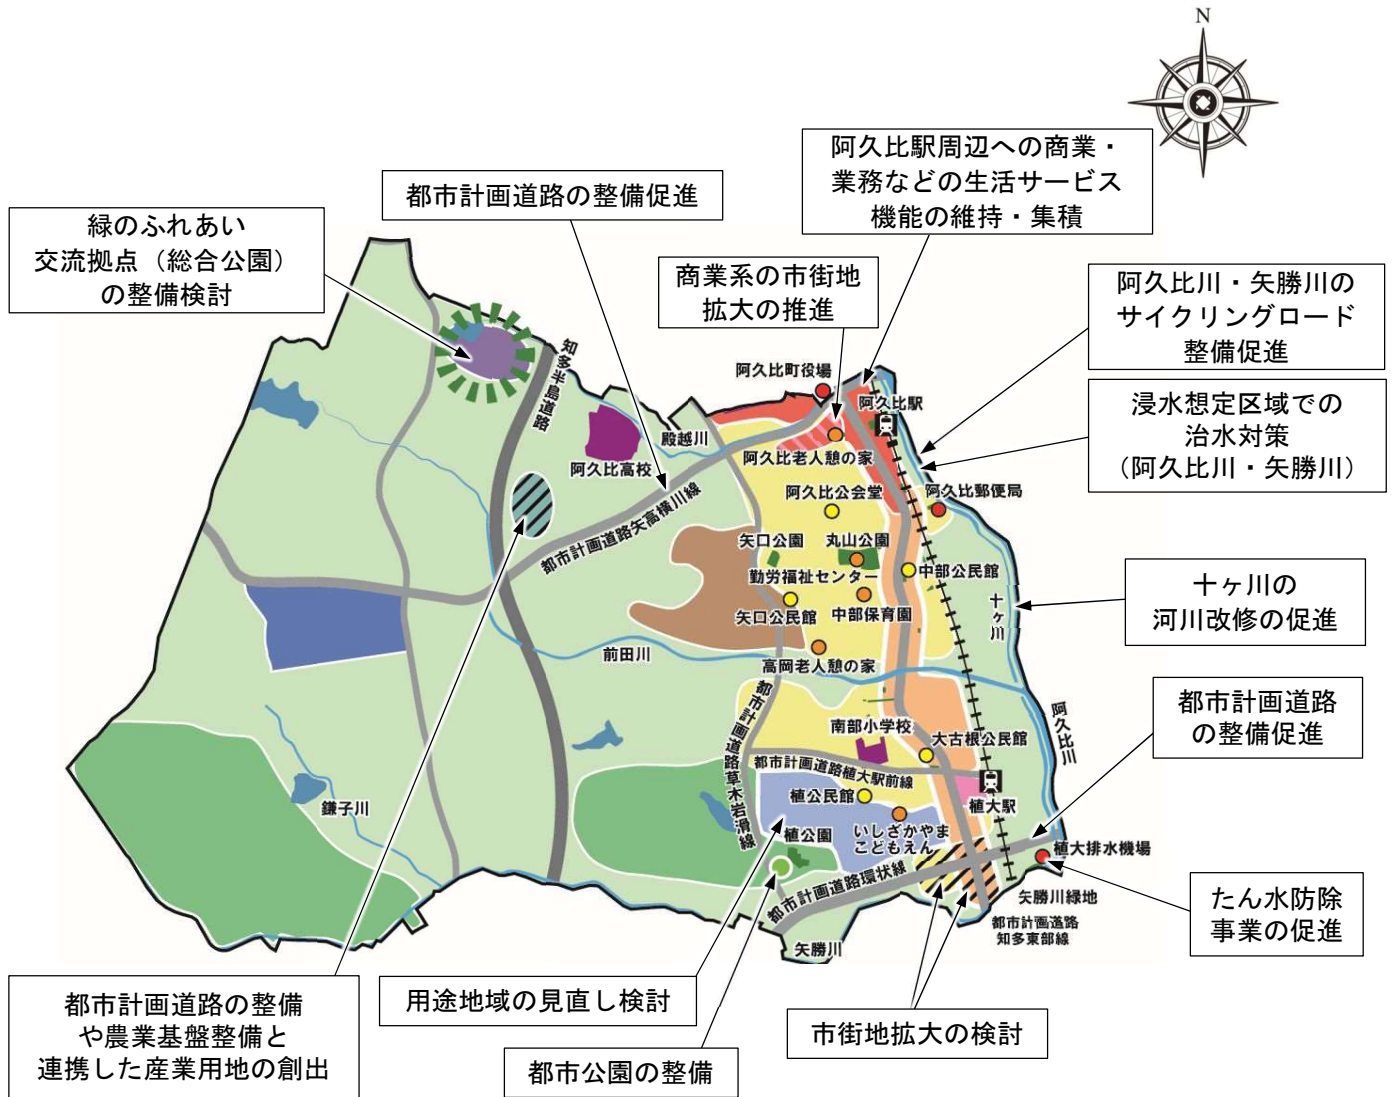 N
阿久比駅周辺への商業・
業務などの生活サービス
機能の維持・集積
都市計画道路の整備促進
緑のふれあい
交流拠点（総合公園）
の整備検討
商業系の市街地
拡大の推進
阿久比川・矢勝川の
サイクリングロード
整備促進
浸水想定区域での
治水対策
（阿久比川・矢勝川）
十ヶ川の
河川改修の促進
都市計画道路
の整備促進
たん水防除
事業の促進
市街地拡大の検討
都市公園の整備
用途地域の見直し検討
都市計画道路の整備
や農業基盤整備と
連携した産業用地の創出
知多半島道路
阿久比町役場
阿久比駅
殿越川
阿久比高校
阿久比老人憩の家
阿久比公会堂
阿久比郵便局
都市計画道路矢高横川線
矢口公園
丸山公園
勤労福祉センター
中部公民館
矢口公民館
中部保育園
十ヶ川
前田川
高岡老人憩の家
都市計画道路草木岩滑線
阿久比川
南部小学校
大古根公民館
都市計画道路植大駅前線
植公民館
植大駅
鎌子川
植公園
いしざかやま
こどもえん
植大排水機場
都市計画道路環状線
矢勝川緑地
都市計画道路
知多東部線
矢勝川